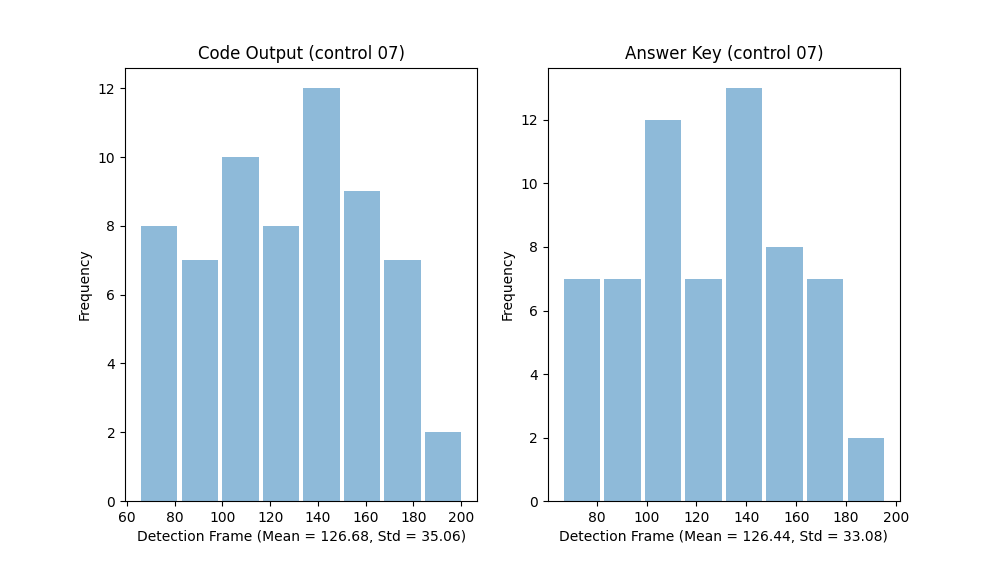 Code Output (control 07)
Frequency
12
10
8
6
4
2
0
60 80 100 120 140 160 180 200
Detection Frame (Mean = 126.68, Std = 35.06)
Answer Key (control 07)
Frequency
12
10
8
6
4
2
0
80 100 120 140 160 180 200
Detection Frame (Mean = 126.44, Std = 33.08)